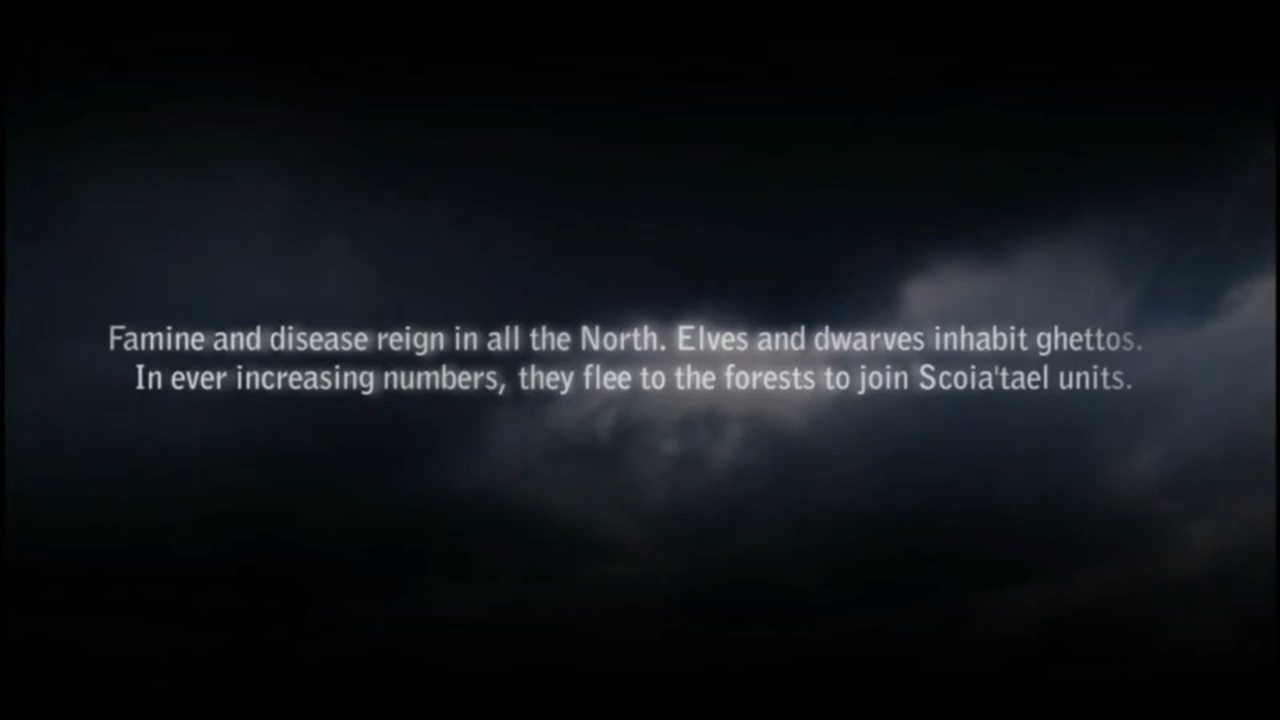 Famine and disease reign in all the North. Elves and dwarves inhabit ghettos.
In ever increasing numbers, they flee to the forests to join Scoia'tael units.